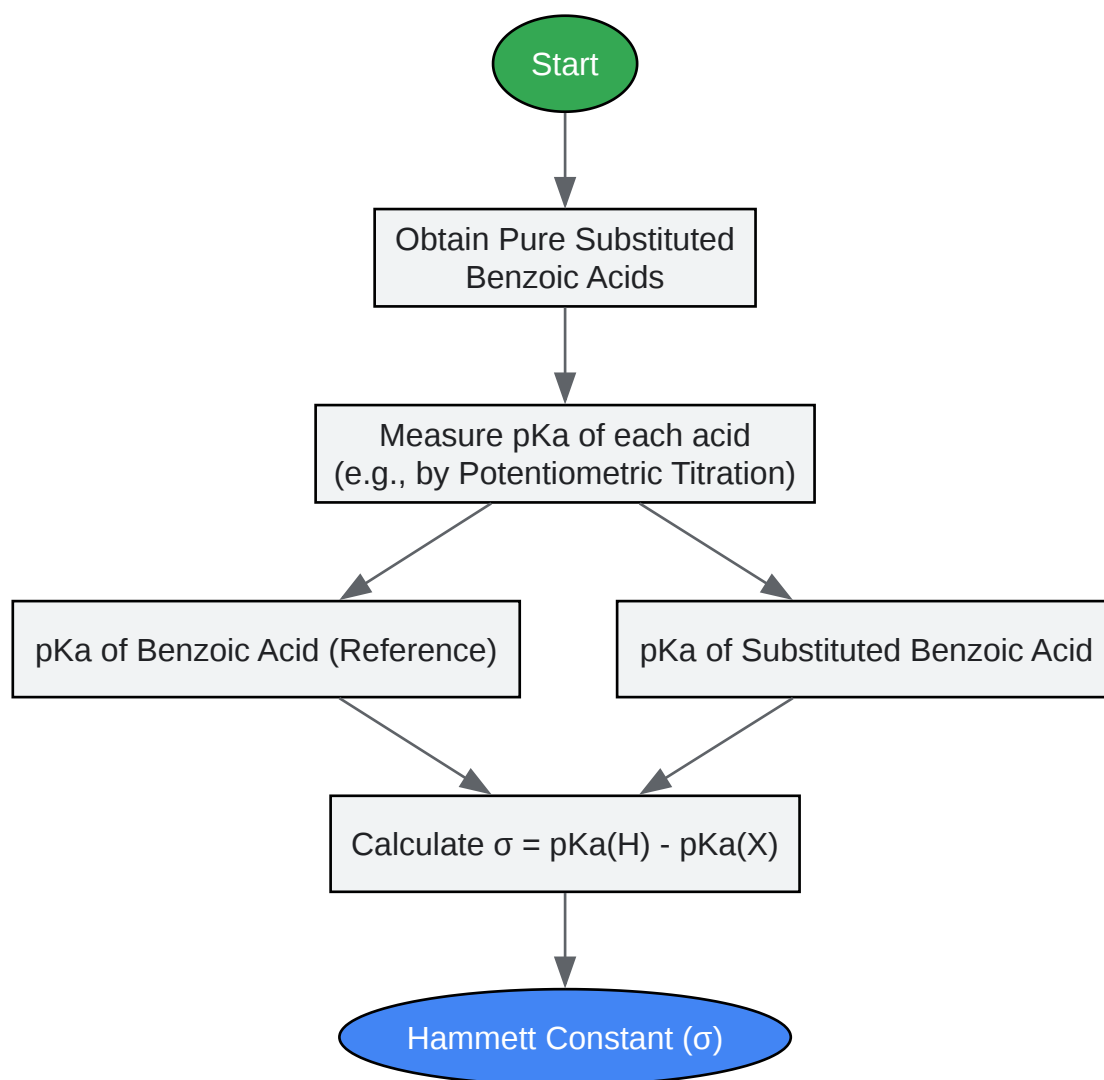 Start
Obtain Pure Substituted
Benzoic Acids
Measure pKa of each acid
(e.g., by Potentiometric Titration)
pKa of Benzoic Acid (Reference)
pKa of Substituted Benzoic Acid
Calculate σ = pKa(H) - pKa(X)
Hammett Constant (σ)